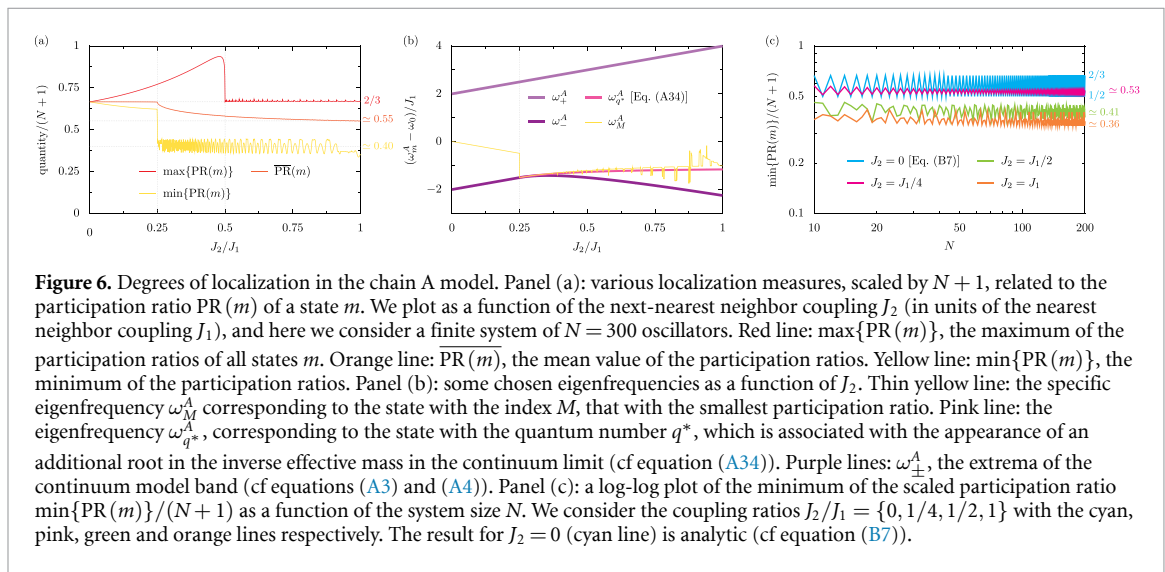 (a)
(b)
(c)
1
0.75
0.5
0.25
0
quantity/(N + 1)
2/3
≃ 0.55
≃ 0.40
max{PR(m)}
P̅R̅(m)
min{PR(m)}
0
0.25
0.5
0.75
1
J₂/J₁
4
2
0
−2
(ωᴬₘ − ω₀)/J₁
ω₊ᴬ
ω₋ᴬ
ω_{q*}^A [Eq. (A34)]
ω_M^A
0
0.25
0.5
0.75
1
J₂/J₁
1
0.5
0.2
0.1
min{PR(m)}/(N + 1)
2/3
≃ 0.53
1/2
≃ 0.41
≃ 0.36
J₂ = 0 [Eq. (B7)]
J₂ = J₁/4
J₂ = J₁/2
J₂ = J₁
10
20
50
100
200
N
Figure 6. Degrees of localization in the chain A model. Panel (a): various localization measures, scaled by N + 1, related to the
participation ratio PR(m) of a state m. We plot as a function of the next-nearest neighbor coupling J₂ (in units of the nearest
neighbor coupling J₁), and here we consider a finite system of N = 300 oscillators. Red line: max{PR(m)}, the maximum of the
participation ratios of all states m. Orange line: P̅R̅(m), the mean value of the participation ratios. Yellow line: min{PR(m)}, the
minimum of the participation ratios. Panel (b): some chosen eigenfrequencies as a function of J₂. Thin yellow line: the specific
eigenfrequency ω_M^A corresponding to the state with the index M, that with the smallest participation ratio. Pink line: the
eigenfrequency ω_{q*}^A, corresponding to the state with the quantum number q*, which is associated with the appearance of an
additional root in the inverse effective mass in the continuum limit (cf equation (A34)). Purple lines: ω_±^A, the extrema of the
continuum model band (cf equations (A3) and (A4)). Panel (c): a log-log plot of the minimum of the scaled participation ratio
min{PR(m)}/(N + 1) as a function of the system size N. We consider the coupling ratios J₂/J₁ = {0, 1/4, 1/2, 1} with the cyan,
pink, green and orange lines respectively. The result for J₂ = 0 (cyan line) is analytic (cf equation (B7)).